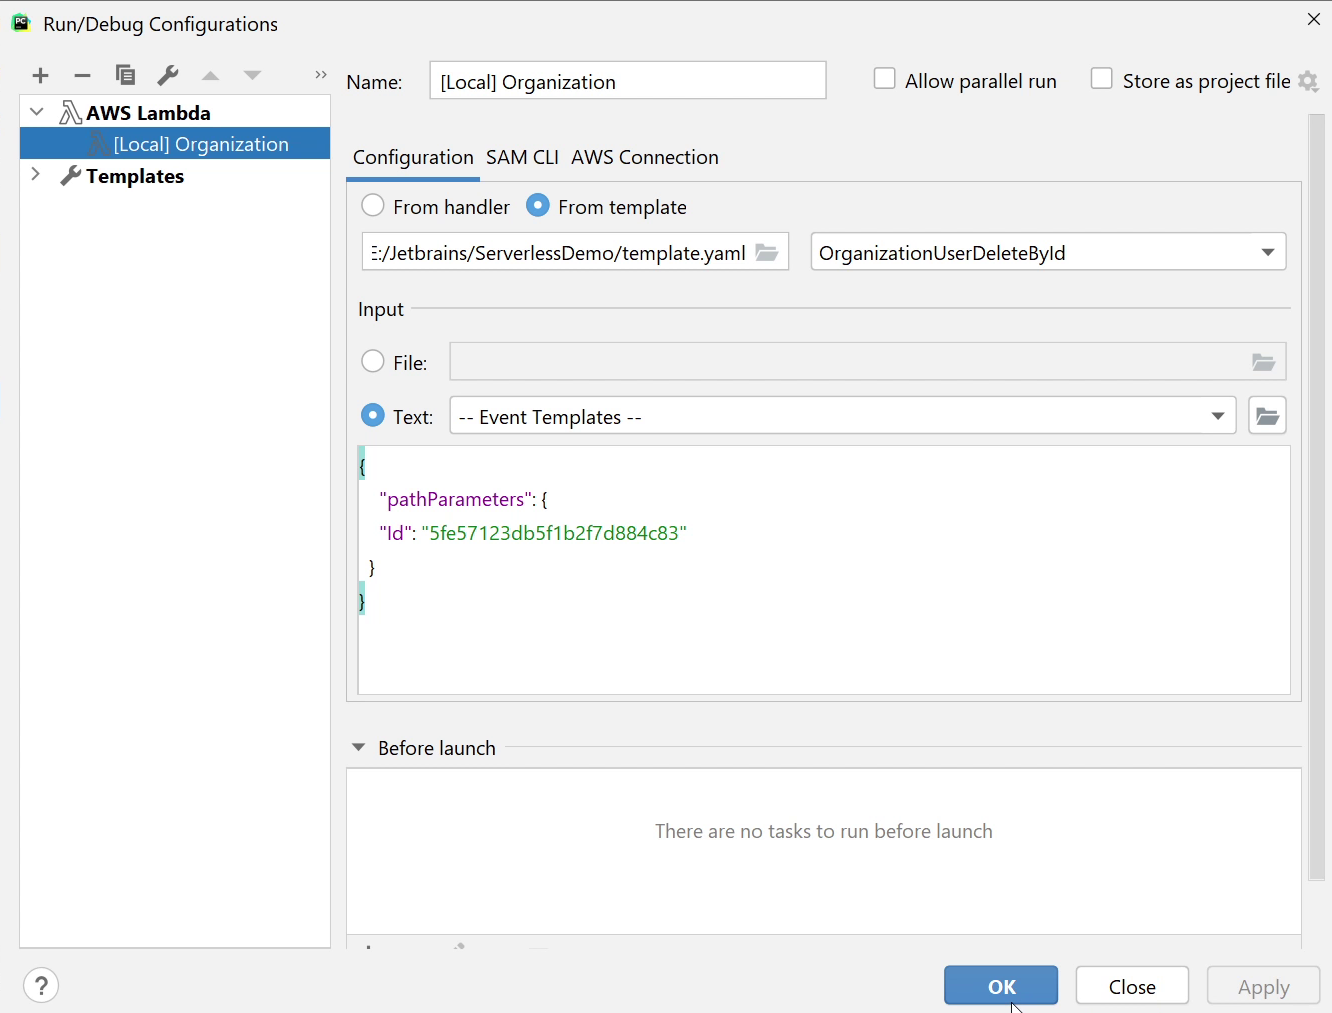 Run/Debug Configurations
Name: [Local] Organization
Allow parallel run
Store as project file
AWS Lambda
[Local] Organization
Templates
Configuration SAM CLI AWS Connection
From handler From template
E:/Jetbrains/ServerlessDemo/template.yaml OrganizationUserDeleteById
Input
File:
Text: -- Event Templates --
{
"pathParameters": {
"Id": "5fe57123db5f1b2f7d884c83"
}
}
Before launch
There are no tasks to run before launch
? OK Close Apply